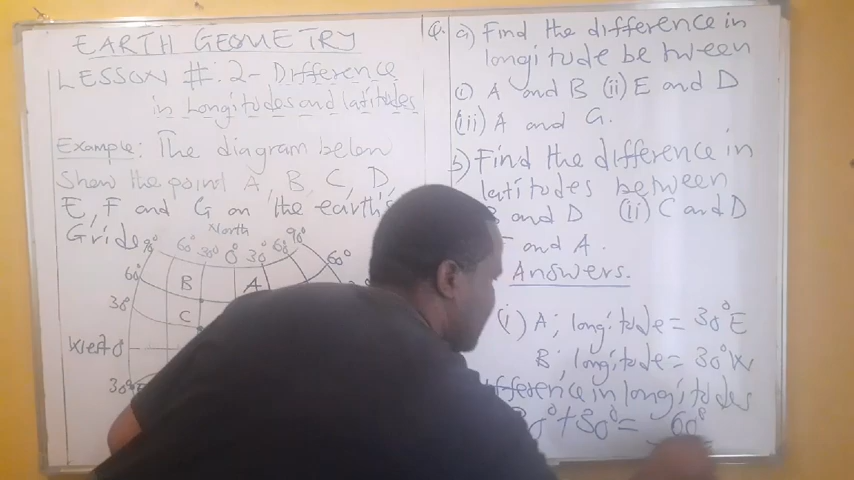 EARTH GEOMETRY
LESSON #: 2 - Difference
in Longitudes and latitudes
Example: The diagram below
Show the point A, B, C, D,
E, F and G on the earth's
Gride
North
90° 60° 30° 0° 30° 60° 90°
60° B A 60°
30° C
West 0
30°
Q. a) Find the difference in
longitude between
(i) A and B (ii) E and D
(iii) A and G.
b) Find the difference in
latitudes between
and D (ii) C and D
and A.
Answers.
(i) A; longitude = 30°E
B; longitude = 30°W
difference in longitudes
30° + 30° = 60°